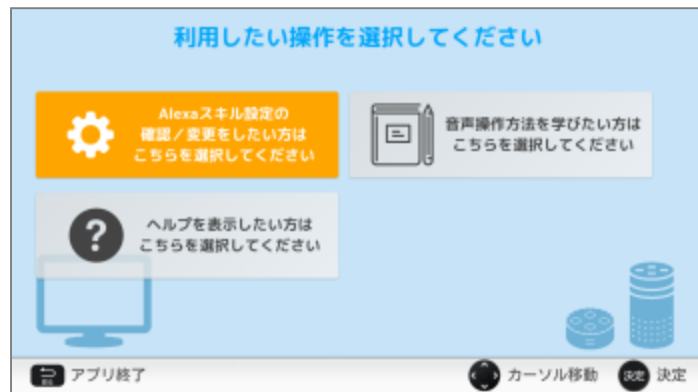 利用したい操作を選択してください
Alexaスキル設定の
確認／変更をしたい方は
こちらを選択してください
音声操作方法を学びたい方は
こちらを選択してください
?
ヘルプを表示したい方は
こちらを選択してください
戻る アプリ終了
カーソル移動
決定 決定